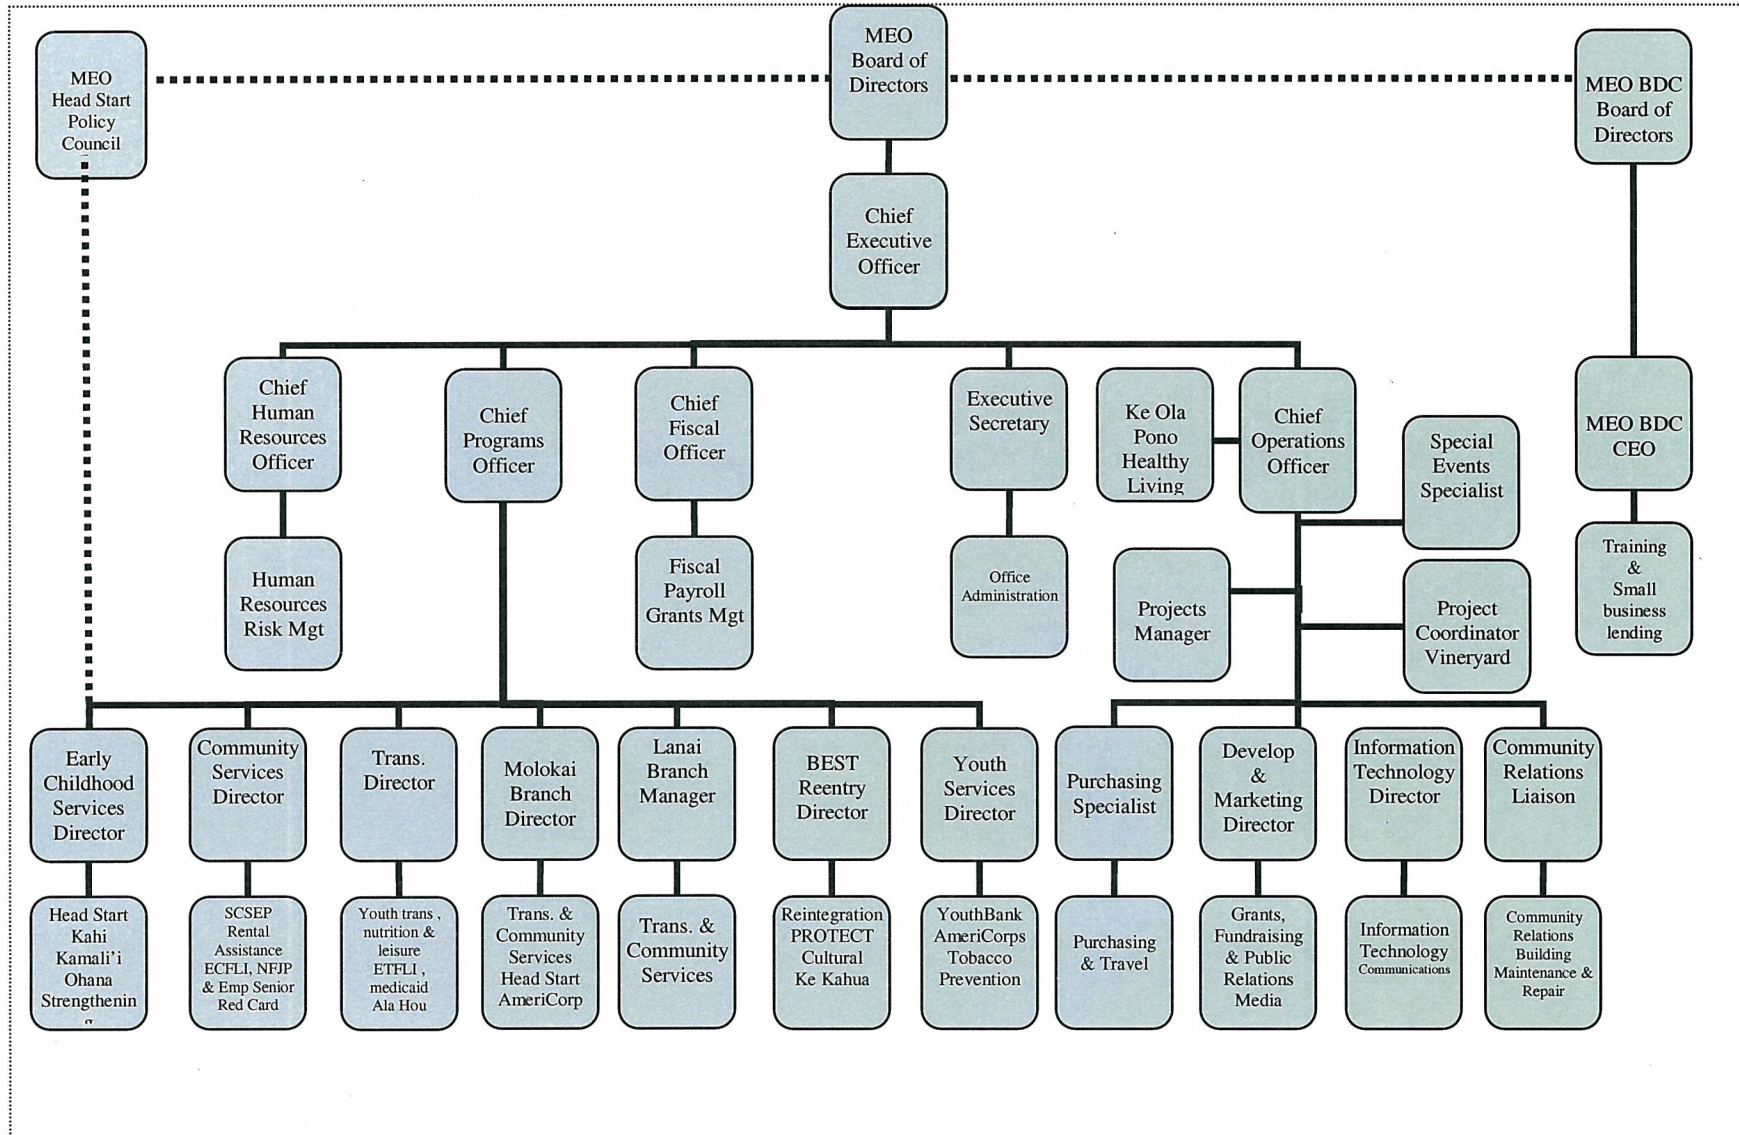 MEO
Head Start
Policy
Council
MEO
Board of
Directors
MEO BDC
Board of
Directors
Chief
Executive
Officer
Chief
Human
Resources
Officer
Chief
Programs
Officer
Chief
Fiscal
Officer
Executive
Secretary
Ke Ola
Pono
Healthy
Living
Chief
Operations
Officer
Special
Events
Specialist
MEO BDC
CEO
Human
Resources
Risk Mgt
Fiscal
Payroll
Grants Mgt
Office
Administration
Projects
Manager
Project
Coordinator
Vineryard
Training
&
Small
business
lending
Early
Childhood
Services
Director
Community
Services
Director
Trans.
Director
Molokai
Branch
Director
Lanai
Branch
Manager
BEST
Reentry
Director
Youth
Services
Director
Purchasing
Specialist
Develop
&
Marketing
Director
Information
Technology
Director
Community
Relations
Liaison
Head Start
Kahi
Kamali'i
Ohana
Strengthenin
SCSEP
Rental
Assistance
ECFLI, NFJP
& Emp Senior
Red Card
Youth trans ,
nutrition &
leisure
ETFLI ,
medicaid
Ala Hou
Trans. &
Community
Services
Head Start
AmeriCorp
Trans. &
Community
Services
Reintegration
PROTECT
Cultural
Ke Kahua
YouthBank
AmeriCorps
Tobacco
Prevention
Purchasing
& Travel
Grants,
Fundraising
& Public
Relations
Media
Information
Technology
Communications
Community
Relations
Building
Maintenance &
Repair